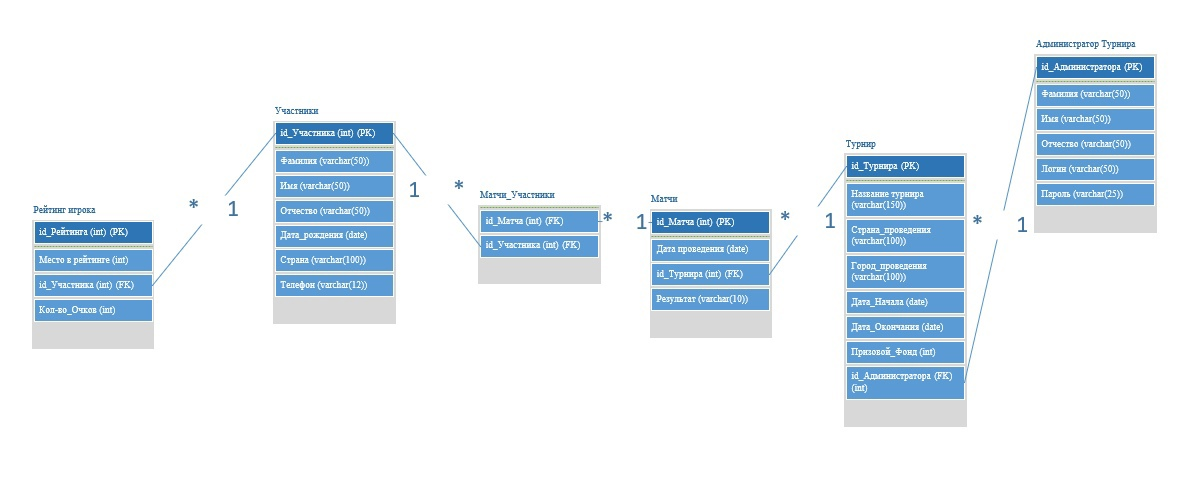 Рейтинг игрока
id_Рейтинга (int) (PK)
Место в рейтинге (int)
id_Участника (int) (FK)
Кол-во_Очков (int)
*
1
Участники
id_Участника (int) (PK)
Фамилия (varchar(50))
Имя (varchar(50))
Отчество (varchar(50))
Дата_рождения (date)
Страна (varchar(100))
Телефон (varchar(12))
1
*
Матчи_Участники
id_Матча (int) (FK)
id_Участника (int) (FK)
*
1
Матчи
id_Матча (int) (PK)
Дата проведения (date)
id_Турнира (int) (FK)
Результат (varchar(10))
*
1
Турнир
id_Турнира (PK)
Название турнира
(varchar(150))
Страна_проведения
(varchar(100))
Город_проведения
(varchar(100))
Дата_Начала (date)
Дата_Окончания (date)
Призовой_Фонд (int)
id_Администратора (FK)
(int)
*
1
Администратор Турнира
id_Администратора (PK)
Фамилия (varchar(50))
Имя (varchar(50))
Отчество (varchar(50))
Логин (varchar(50))
Пароль (varchar(25))